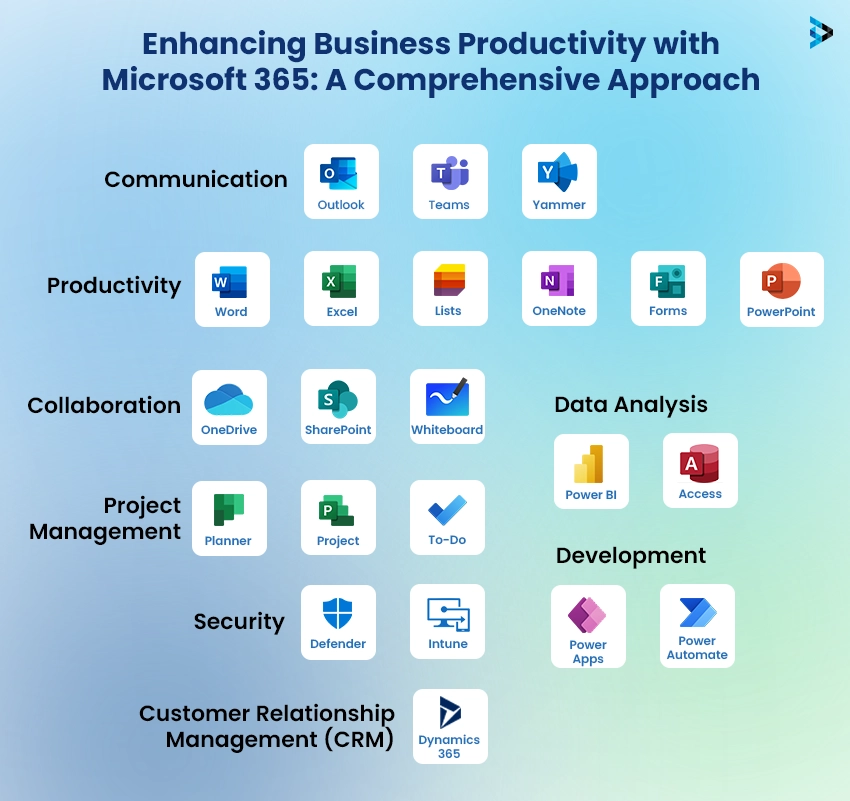 Enhancing Business Productivity with
Microsoft 365: A Comprehensive Approach
Communication
O
Outlook
T
Teams
Y
Yammer
Productivity
W
Word
X
Excel
Lists
N
OneNote
F
Forms
P
PowerPoint
Collaboration
OneDrive
S
SharePoint
Whiteboard
Data Analysis
Power BI
A
Access
Project
Management
Planner
P
Project
To-Do
Development
Power
Apps
Power
Automate
Security
Defender
Intune
Customer Relationship
Management (CRM)
Dynamics
365